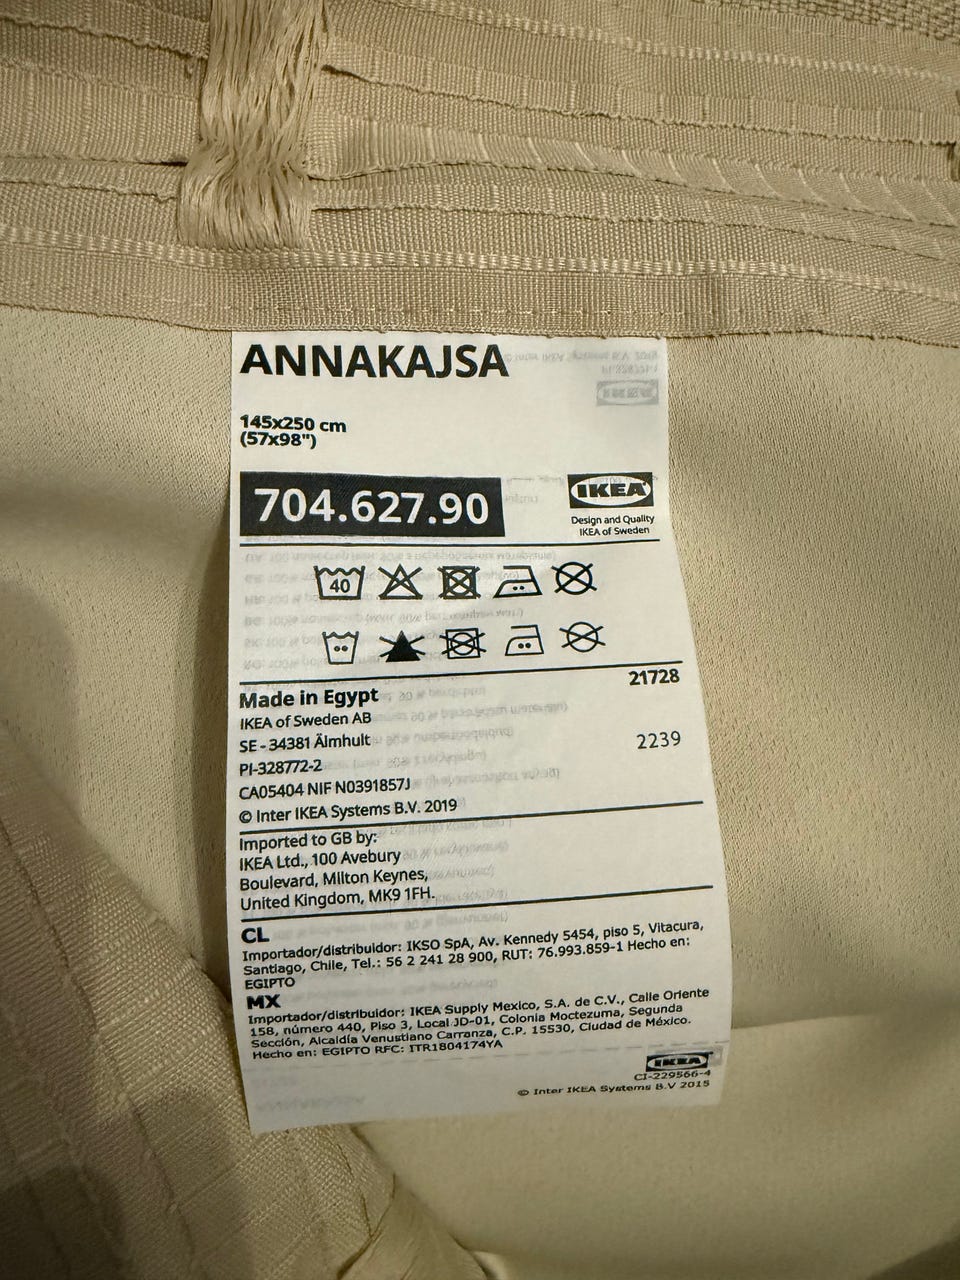 ANNAKAJSA
IKEA
145x250 cm
(57x98")
704.627.90
IKEA
Design and Quality
IKEA of Sweden
40
21728
Made in Egypt
IKEA of Sweden AB
SE - 34381 Älmhult
2239
PI-328772-2
CA05404 NIF N0391857J
© Inter IKEA Systems B.V. 2019
Imported to GB by:
IKEA Ltd., 100 Avebury
Boulevard, Milton Keynes,
United Kingdom, MK9 1FH.
CL
Importador/distribuidor: IKSO SpA, Av. Kennedy 5454, piso 5, Vitacura,
Santiago, Chile, Tel.: 56 2 241 28 900, RUT: 76.993.859-1 Hecho en:
EGIPTO
MX
Importador/distribuidor: IKEA Supply Mexico, S.A. de C.V., Calle Oriente
158, número 440, Piso 3, Local JD-01, Colonia Moctezuma, Segunda
Sección, Alcaldía Venustiano Carranza, C.P. 15530, Ciudad de México.
Hecho en: EGIPTO RFC: ITR1804174YA
IKEA
CI-229566-4
© Inter IKEA Systems B.V 2015